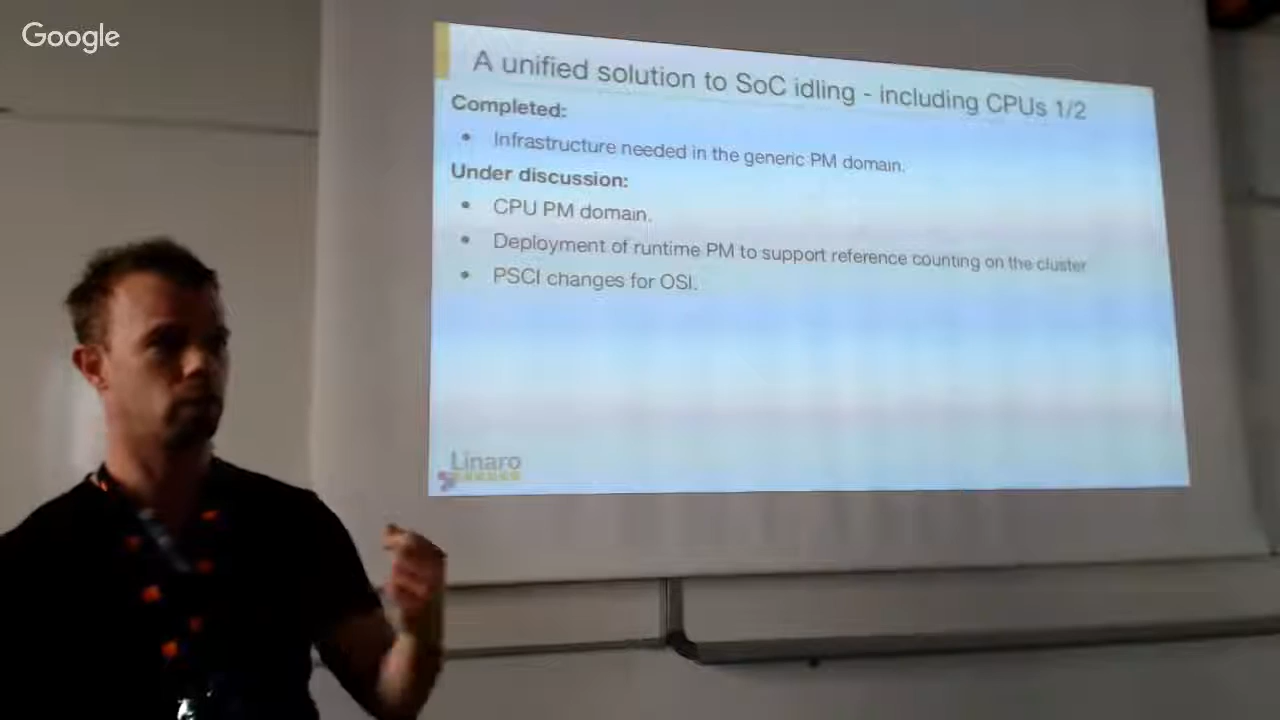 Google
A unified solution to SoC idling - including CPUs 1/2
Completed:
• Infrastructure needed in the generic PM domain.
Under discussion:
• CPU PM domain.
• Deployment of runtime PM to support reference counting on the cluster
• PSCI changes for OSI.
Linaro